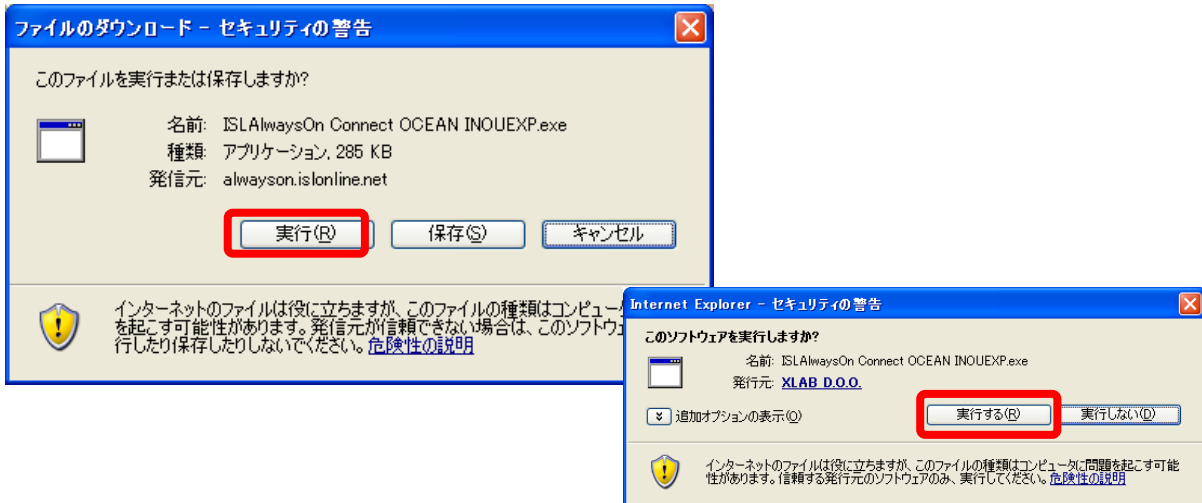 ファイルのダウンロード - セキュリティの警告
このファイルを実行または保存しますか?
名前: ISLAlwaysOn Connect OCEAN INOUEXP.exe
種類: アプリケーション, 285 KB
発信元: alwayson.islonline.net
実行(R) 保存(S) キャンセル
インターネットのファイルは役に立ちますが、このファイルの種類はコンピュータ
を起こす可能性があります。発信元が信頼できない場合は、このソフトウェ
行したり保存したりしないでください。危険性の説明
Internet Explorer - セキュリティの警告
このソフトウェアを実行しますか?
名前: ISLAlwaysOn Connect OCEAN INOUEXP.exe
発行元: XLAB D.O.O.
追加オプションの表示(O) 実行する(R) 実行しない(D)
インターネットのファイルは役に立ちますが、このファイルの種類はコンピュータに問題を起こす可能
性があります。信頼する発行元のソフトウェアのみ、実行してください。危険性の説明